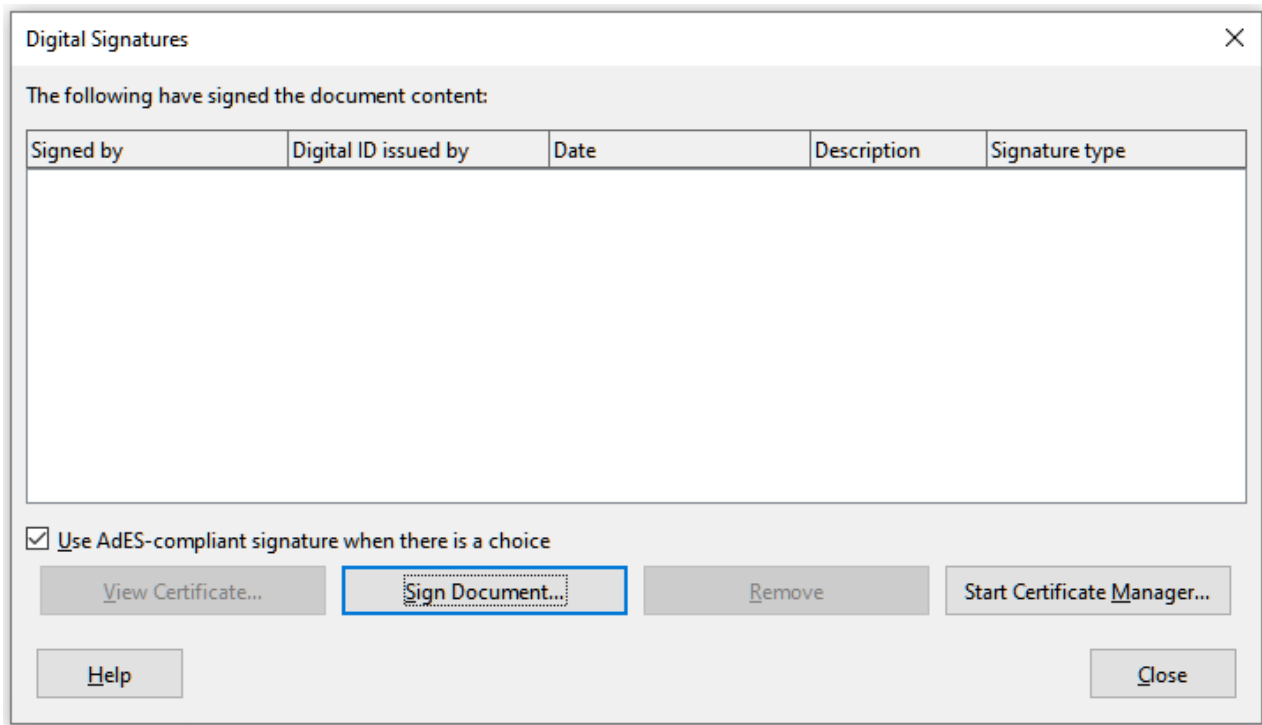 Digital Signatures
The following have signed the document content:
Signed by Digital ID issued by Date Description Signature type
Use AdES-compliant signature when there is a choice
View Certificate... Sign Document... Remove Start Certificate Manager...
Help Close